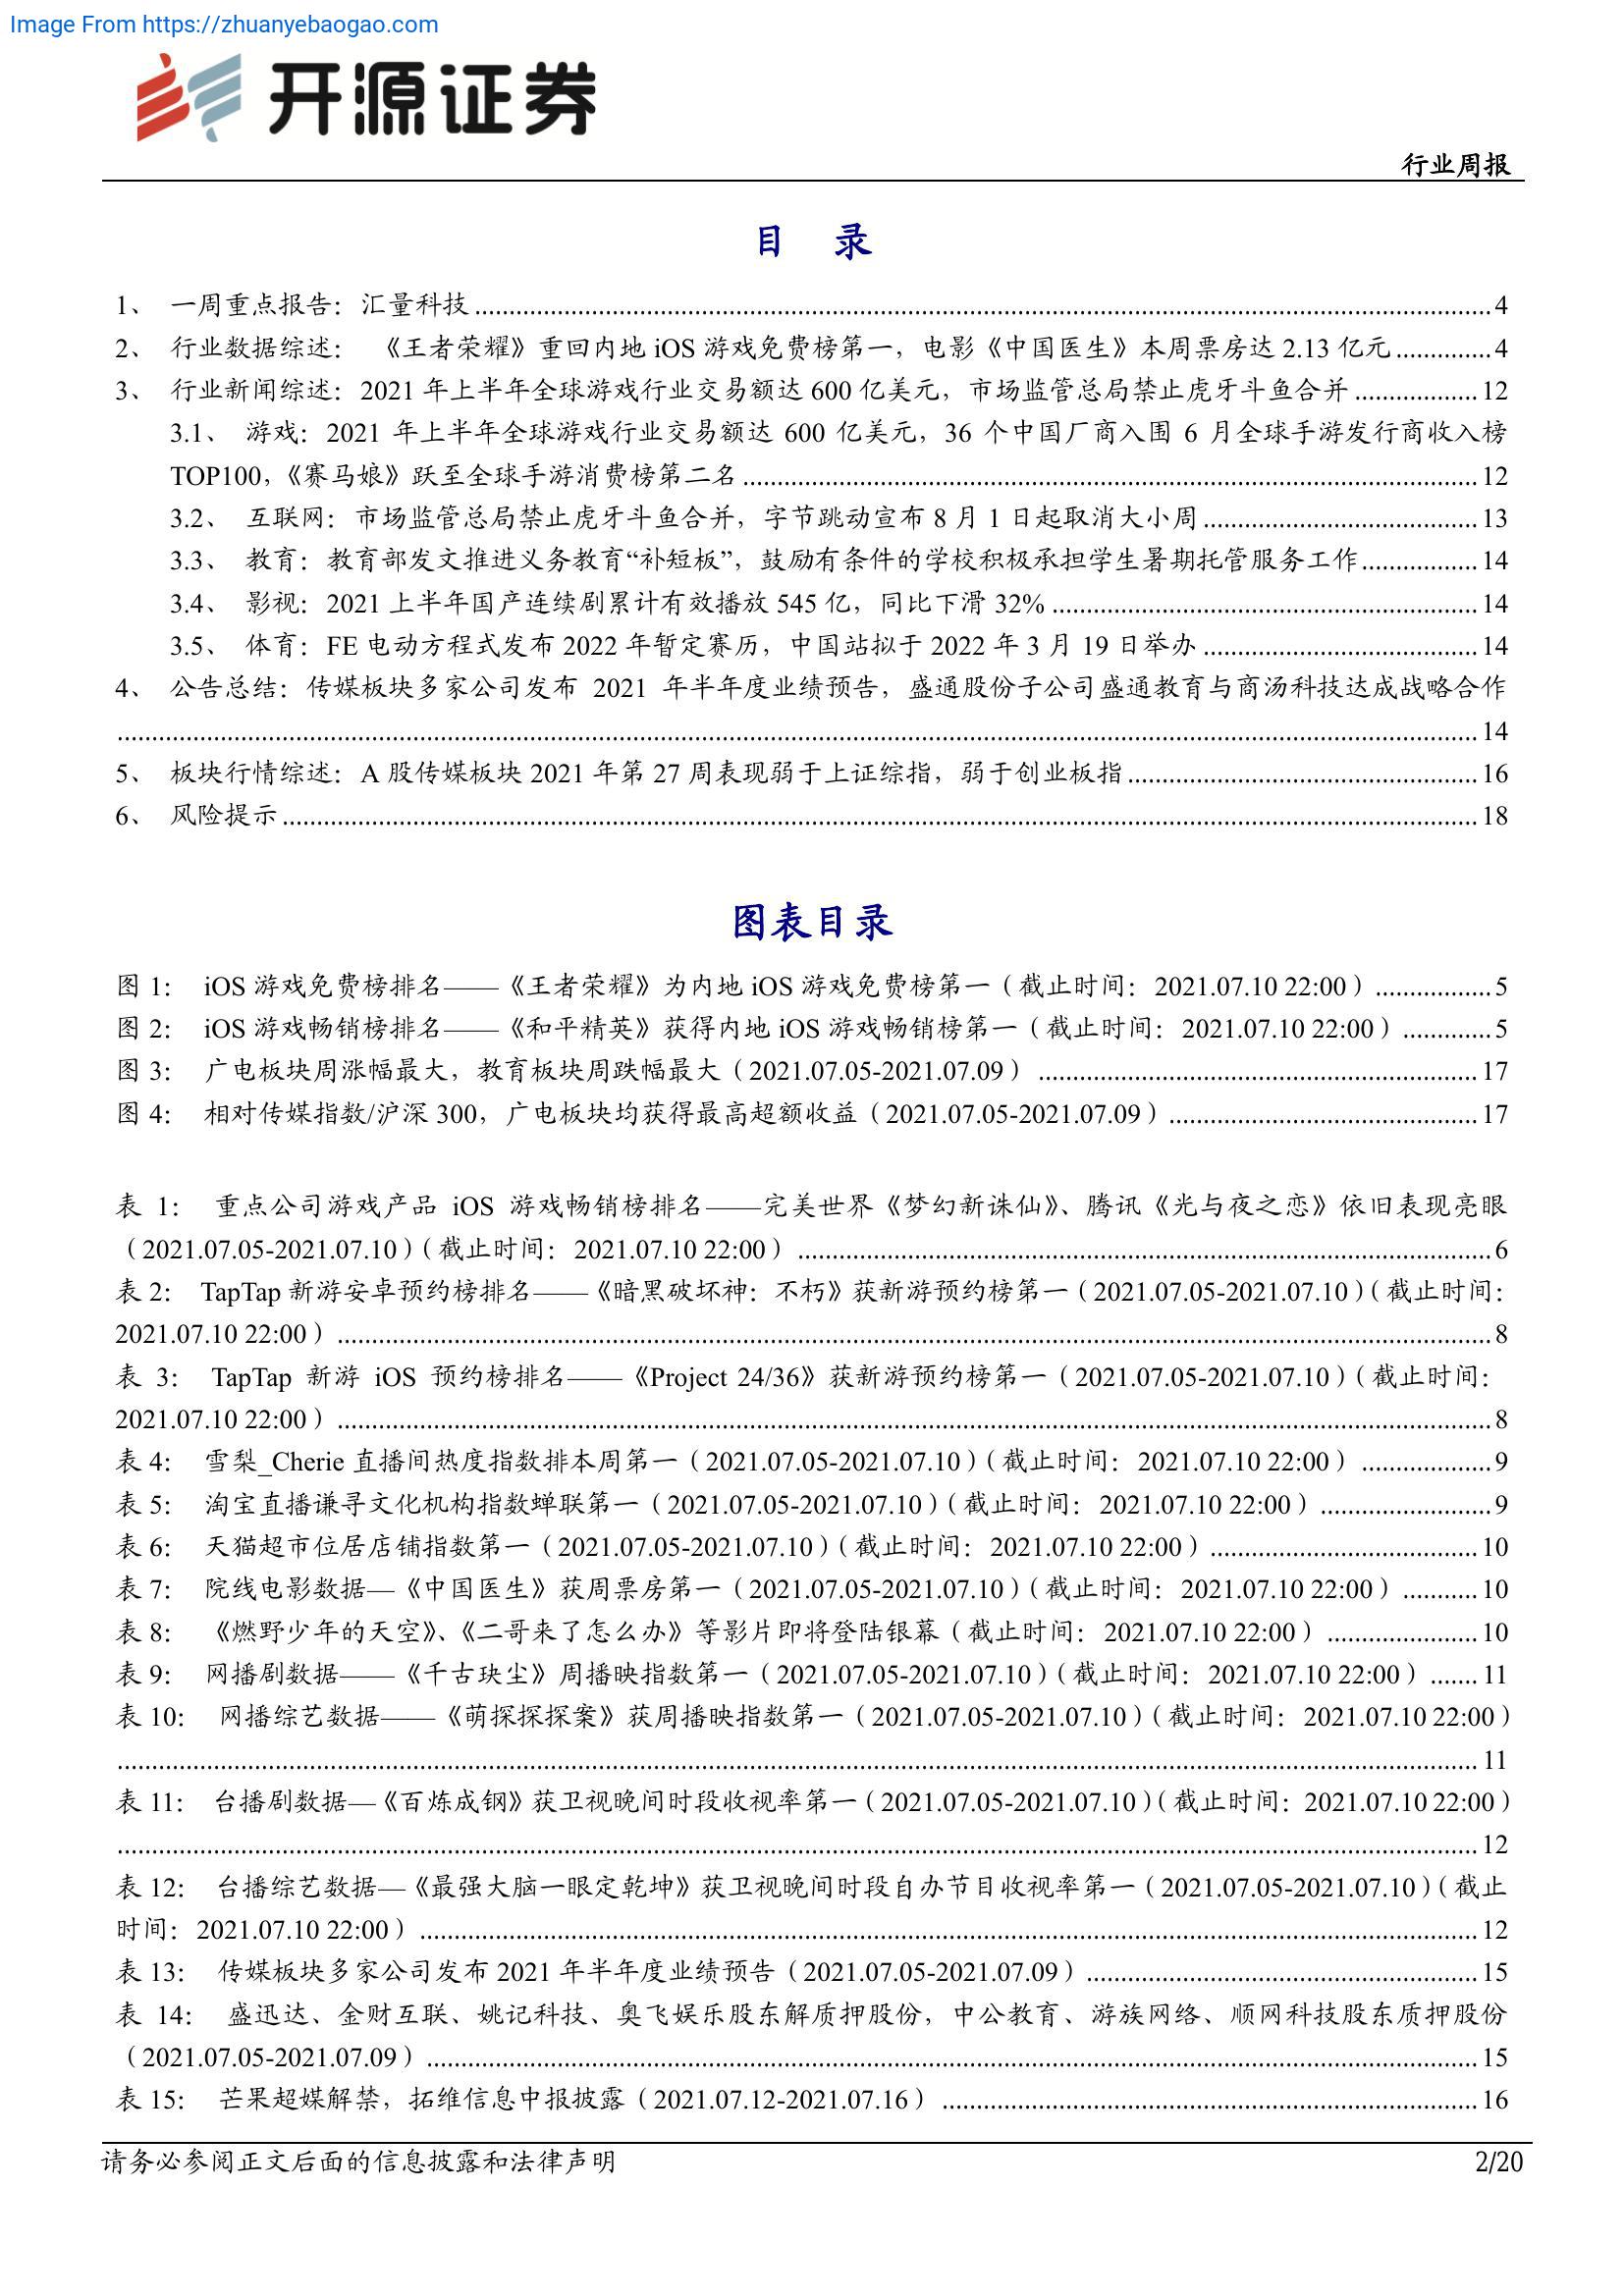 Image From https://zhuanyebaogao.com
开源证券
行业周报
目 录
1、 一周重点报告：汇量科技 ........ 4
2、 行业数据综述： 《王者荣耀》重回内地 iOS 游戏免费榜第一，电影《中国医生》本周票房达 2.13 亿元 ........ 4
3、 行业新闻综述：2021 年上半年全球游戏行业交易额达 600 亿美元，市场监管总局禁止虎牙斗鱼合并 ........ 12
3.1、 游戏：2021 年上半年全球游戏行业交易额达 600 亿美元，36 个中国厂商入围 6 月全球手游发行商收入榜
TOP100，《赛马娘》跃至全球手游消费榜第二名 ........ 12
3.2、 互联网：市场监管总局禁止虎牙斗鱼合并，字节跳动宣布 8 月 1 日起取消大小周 ........ 13
3.3、 教育：教育部发文推进义务教育“补短板”，鼓励有条件的学校积极承担学生暑期托管服务工作 ........ 14
3.4、 影视：2021 上半年国产连续剧累计有效播放 545 亿，同比下滑 32% ........ 14
3.5、 体育：FE 电动方程式发布 2022 年暂定赛历，中国站拟于 2022 年 3 月 19 日举办 ........ 14
4、 公告总结：传媒板块多家公司发布 2021 年半年度业绩预告，盛通股份子公司盛通教育与商汤科技达成战略合作
........ 14
5、 板块行情综述：A 股传媒板块 2021 年第 27 周表现弱于上证综指，弱于创业板指 ........ 16
6、 风险提示 ........ 18
图表目录
图 1： iOS 游戏免费榜排名——《王者荣耀》为内地 iOS 游戏免费榜第一（截止时间：2021.07.10 22:00） ........ 5
图 2： iOS 游戏畅销榜排名——《和平精英》获得内地 iOS 游戏畅销榜第一（截止时间：2021.07.10 22:00） ........ 5
图 3： 广电板块周涨幅最大，教育板块周跌幅最大（2021.07.05-2021.07.09） ........ 17
图 4： 相对传媒指数/沪深 300，广电板块均获得最高超额收益（2021.07.05-2021.07.09） ........ 17
表 1： 重点公司游戏产品 iOS 游戏畅销榜排名——完美世界《梦幻新诛仙》、腾讯《光与夜之恋》依旧表现亮眼
（2021.07.05-2021.07.10）（截止时间：2021.07.10 22:00） ........ 6
表 2： TapTap 新游安卓预约榜排名——《暗黑破坏神：不朽》获新游预约榜第一（2021.07.05-2021.07.10）（截止时间：
2021.07.10 22:00） ........ 8
表 3： TapTap 新游 iOS 预约榜排名——《Project 24/36》获新游预约榜第一（2021.07.05-2021.07.10）（截止时间：
2021.07.10 22:00） ........ 8
表 4： 雪梨_Cherie 直播间热度指数排本周第一（2021.07.05-2021.07.10）（截止时间：2021.07.10 22:00） ........ 9
表 5： 淘宝直播谦寻文化机构指数蝉联第一（2021.07.05-2021.07.10）（截止时间：2021.07.10 22:00） ........ 9
表 6： 天猫超市位居店铺指数第一（2021.07.05-2021.07.10）（截止时间：2021.07.10 22:00） ........ 10
表 7： 院线电影数据—《中国医生》获周票房第一（2021.07.05-2021.07.10）（截止时间：2021.07.10 22:00） ........ 10
表 8： 《燃野少年的天空》、《二哥来了怎么办》等影片即将登陆银幕（截止时间：2021.07.10 22:00） ........ 10
表 9： 网播剧数据——《千古玦尘》周播映指数第一（2021.07.05-2021.07.10）（截止时间：2021.07.10 22:00） ........ 11
表 10： 网播综艺数据——《萌探探探案》获周播映指数第一（2021.07.05-2021.07.10）（截止时间：2021.07.10 22:00）
........ 11
表 11： 台播剧数据—《百炼成钢》获卫视晚间时段收视率第一（2021.07.05-2021.07.10）（截止时间：2021.07.10 22:00）
........ 12
表 12： 台播综艺数据—《最强大脑一眼定乾坤》获卫视晚间时段自办节目收视率第一（2021.07.05-2021.07.10）（截止
时间：2021.07.10 22:00） ........ 12
表 13： 传媒板块多家公司发布 2021 年半年度业绩预告（2021.07.05-2021.07.09） ........ 15
表 14： 盛迅达、金财互联、姚记科技、奥飞娱乐股东解质押股份，中公教育、游族网络、顺网科技股东质押股份
（2021.07.05-2021.07.09） ........ 15
表 15： 芒果超媒解禁，拓维信息中报披露（2021.07.12-2021.07.16） ........ 16
请务必参阅正文后面的信息披露和法律声明
2/20